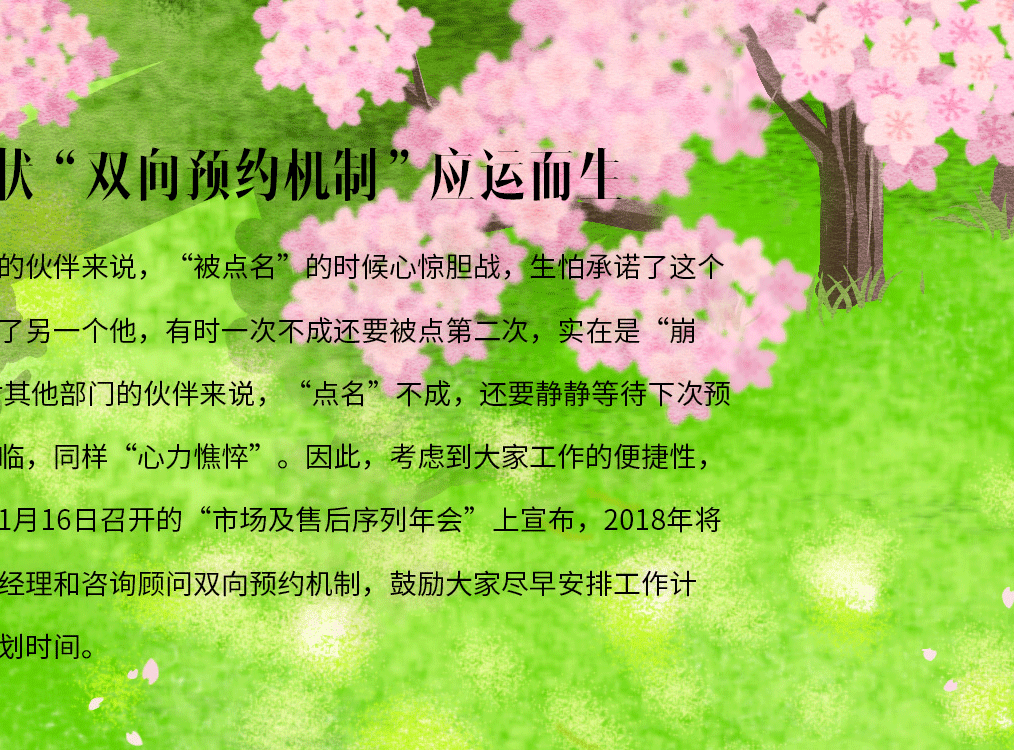 状“双向预约机制”应运而生
的伙伴来说，“被点名”的时候心惊胆战，生怕承诺了这个
了另一个他，有时一次不成还要被点第二次，实在是“崩
其他部门的伙伴来说，“点名”不成，还要静静等待下次预
临，同样“心力憔悴”。因此，考虑到大家工作的便捷性，
1月16日召开的“市场及售后序列年会”上宣布，2018年将
经理和咨询顾问双向预约机制，鼓励大家尽早安排工作计
划时间。